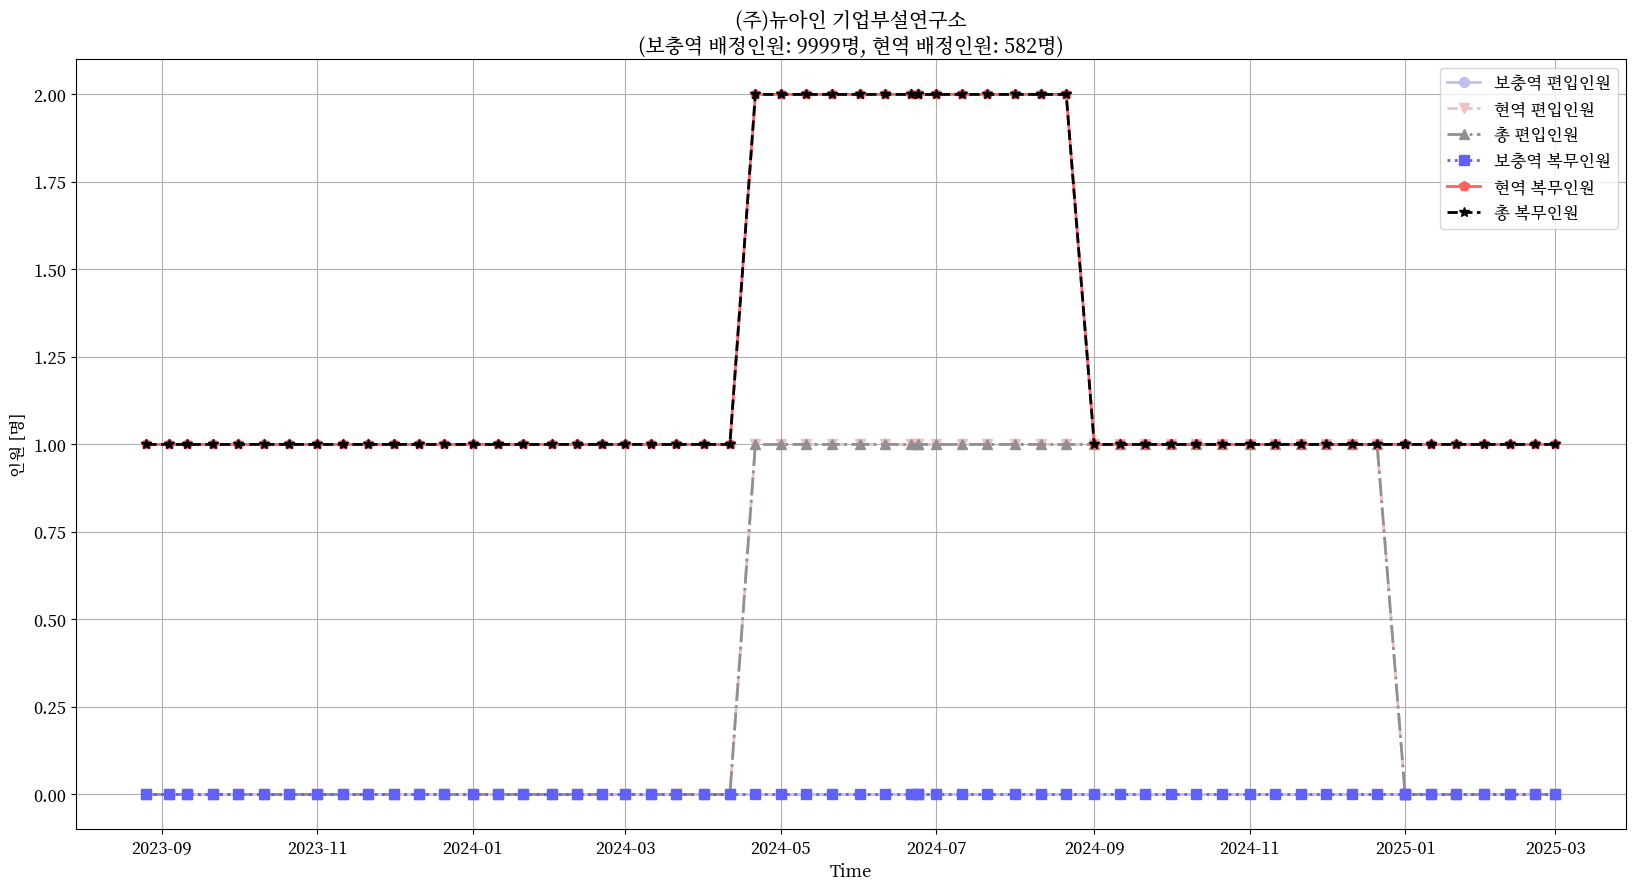 (주)뉴아인 기업부설연구소
(보충역 배정인원: 9999명, 현역 배정인원: 582명)
보충역 편입인원
현역 편입인원
총 편입인원
보충역 복무인원
현역 복무인원
총 복무인원
2.00
1.75
1.50
1.25
1.00
0.75
0.50
0.25
0.00
인원 [명]
2023-09 2023-11 2024-01 2024-03 2024-05 2024-07 2024-09 2024-11 2025-01 2025-03
Time